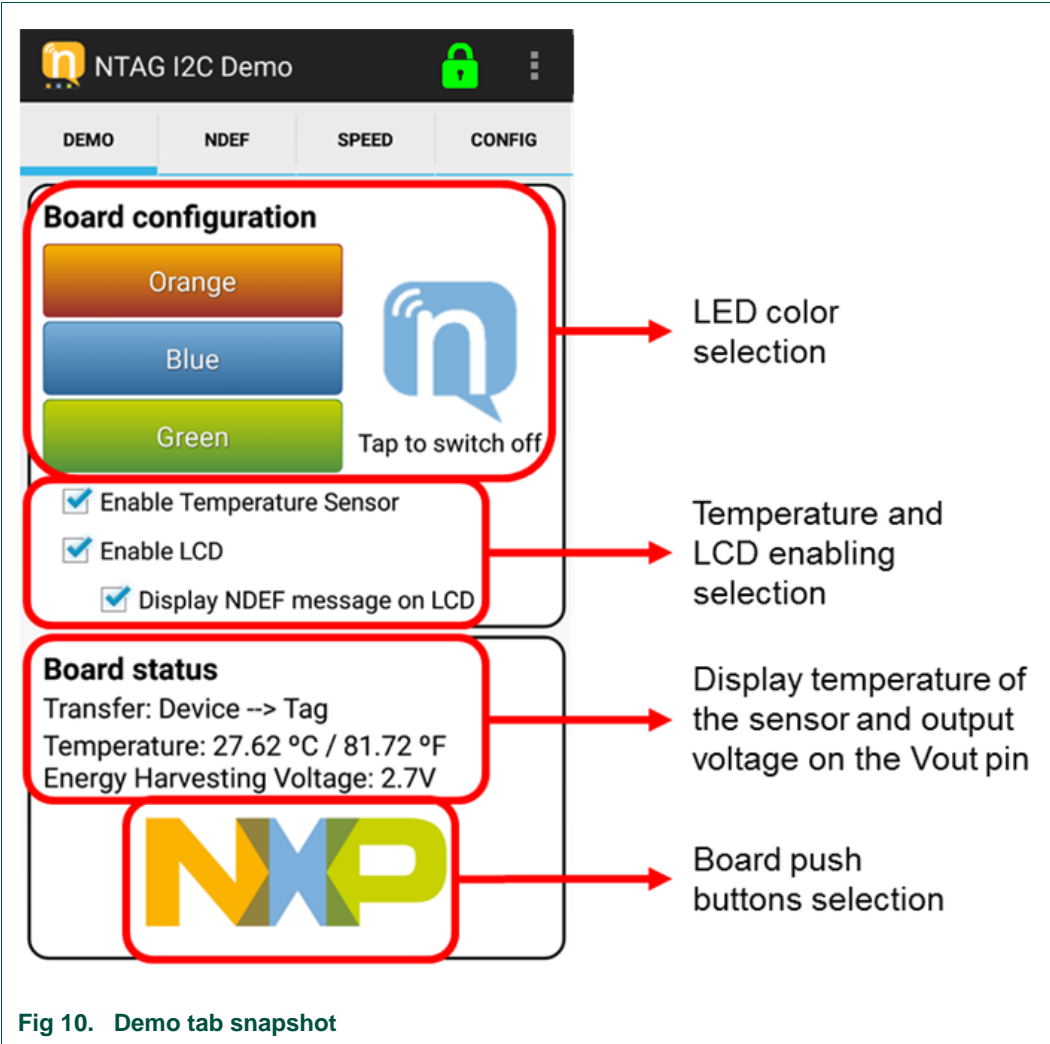 NTAG I2C Demo
DEMO NDEF SPEED CONFIG
Board configuration
Orange
Blue
Green
Tap to switch off
LED color
selection
Enable Temperature Sensor
Enable LCD
Display NDEF message on LCD
Temperature and
LCD enabling
selection
Board status
Transfer: Device --> Tag
Temperature: 27.62 ºC / 81.72 ºF
Energy Harvesting Voltage: 2.7V
Display temperature of
the sensor and output
voltage on the Vout pin
NXP
Board push
buttons selection
Fig 10. Demo tab snapshot